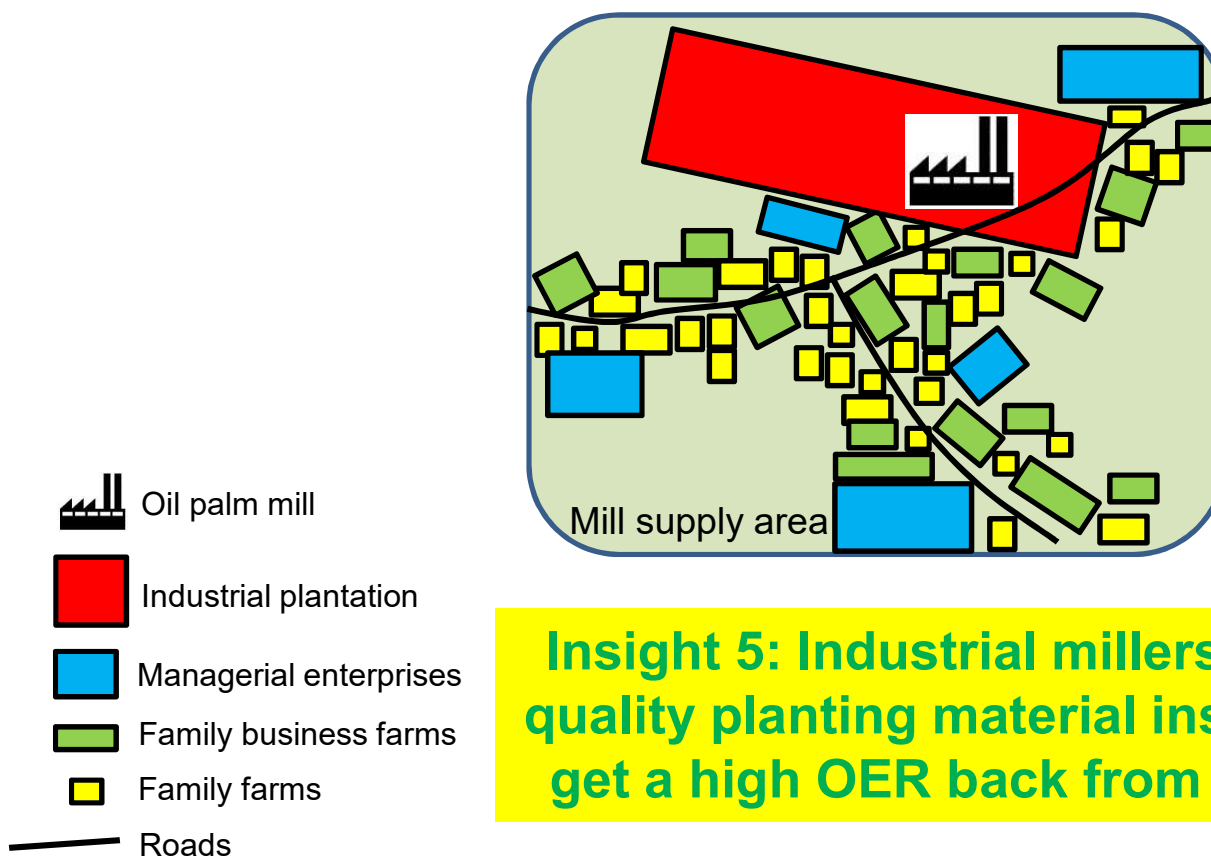 Mill supply area
Oil palm mill
Industrial plantation
Managerial enterprises
Family business farms
Family farms
Roads
Insight 5: Industrial millers
quality planting material
get a high OER back from